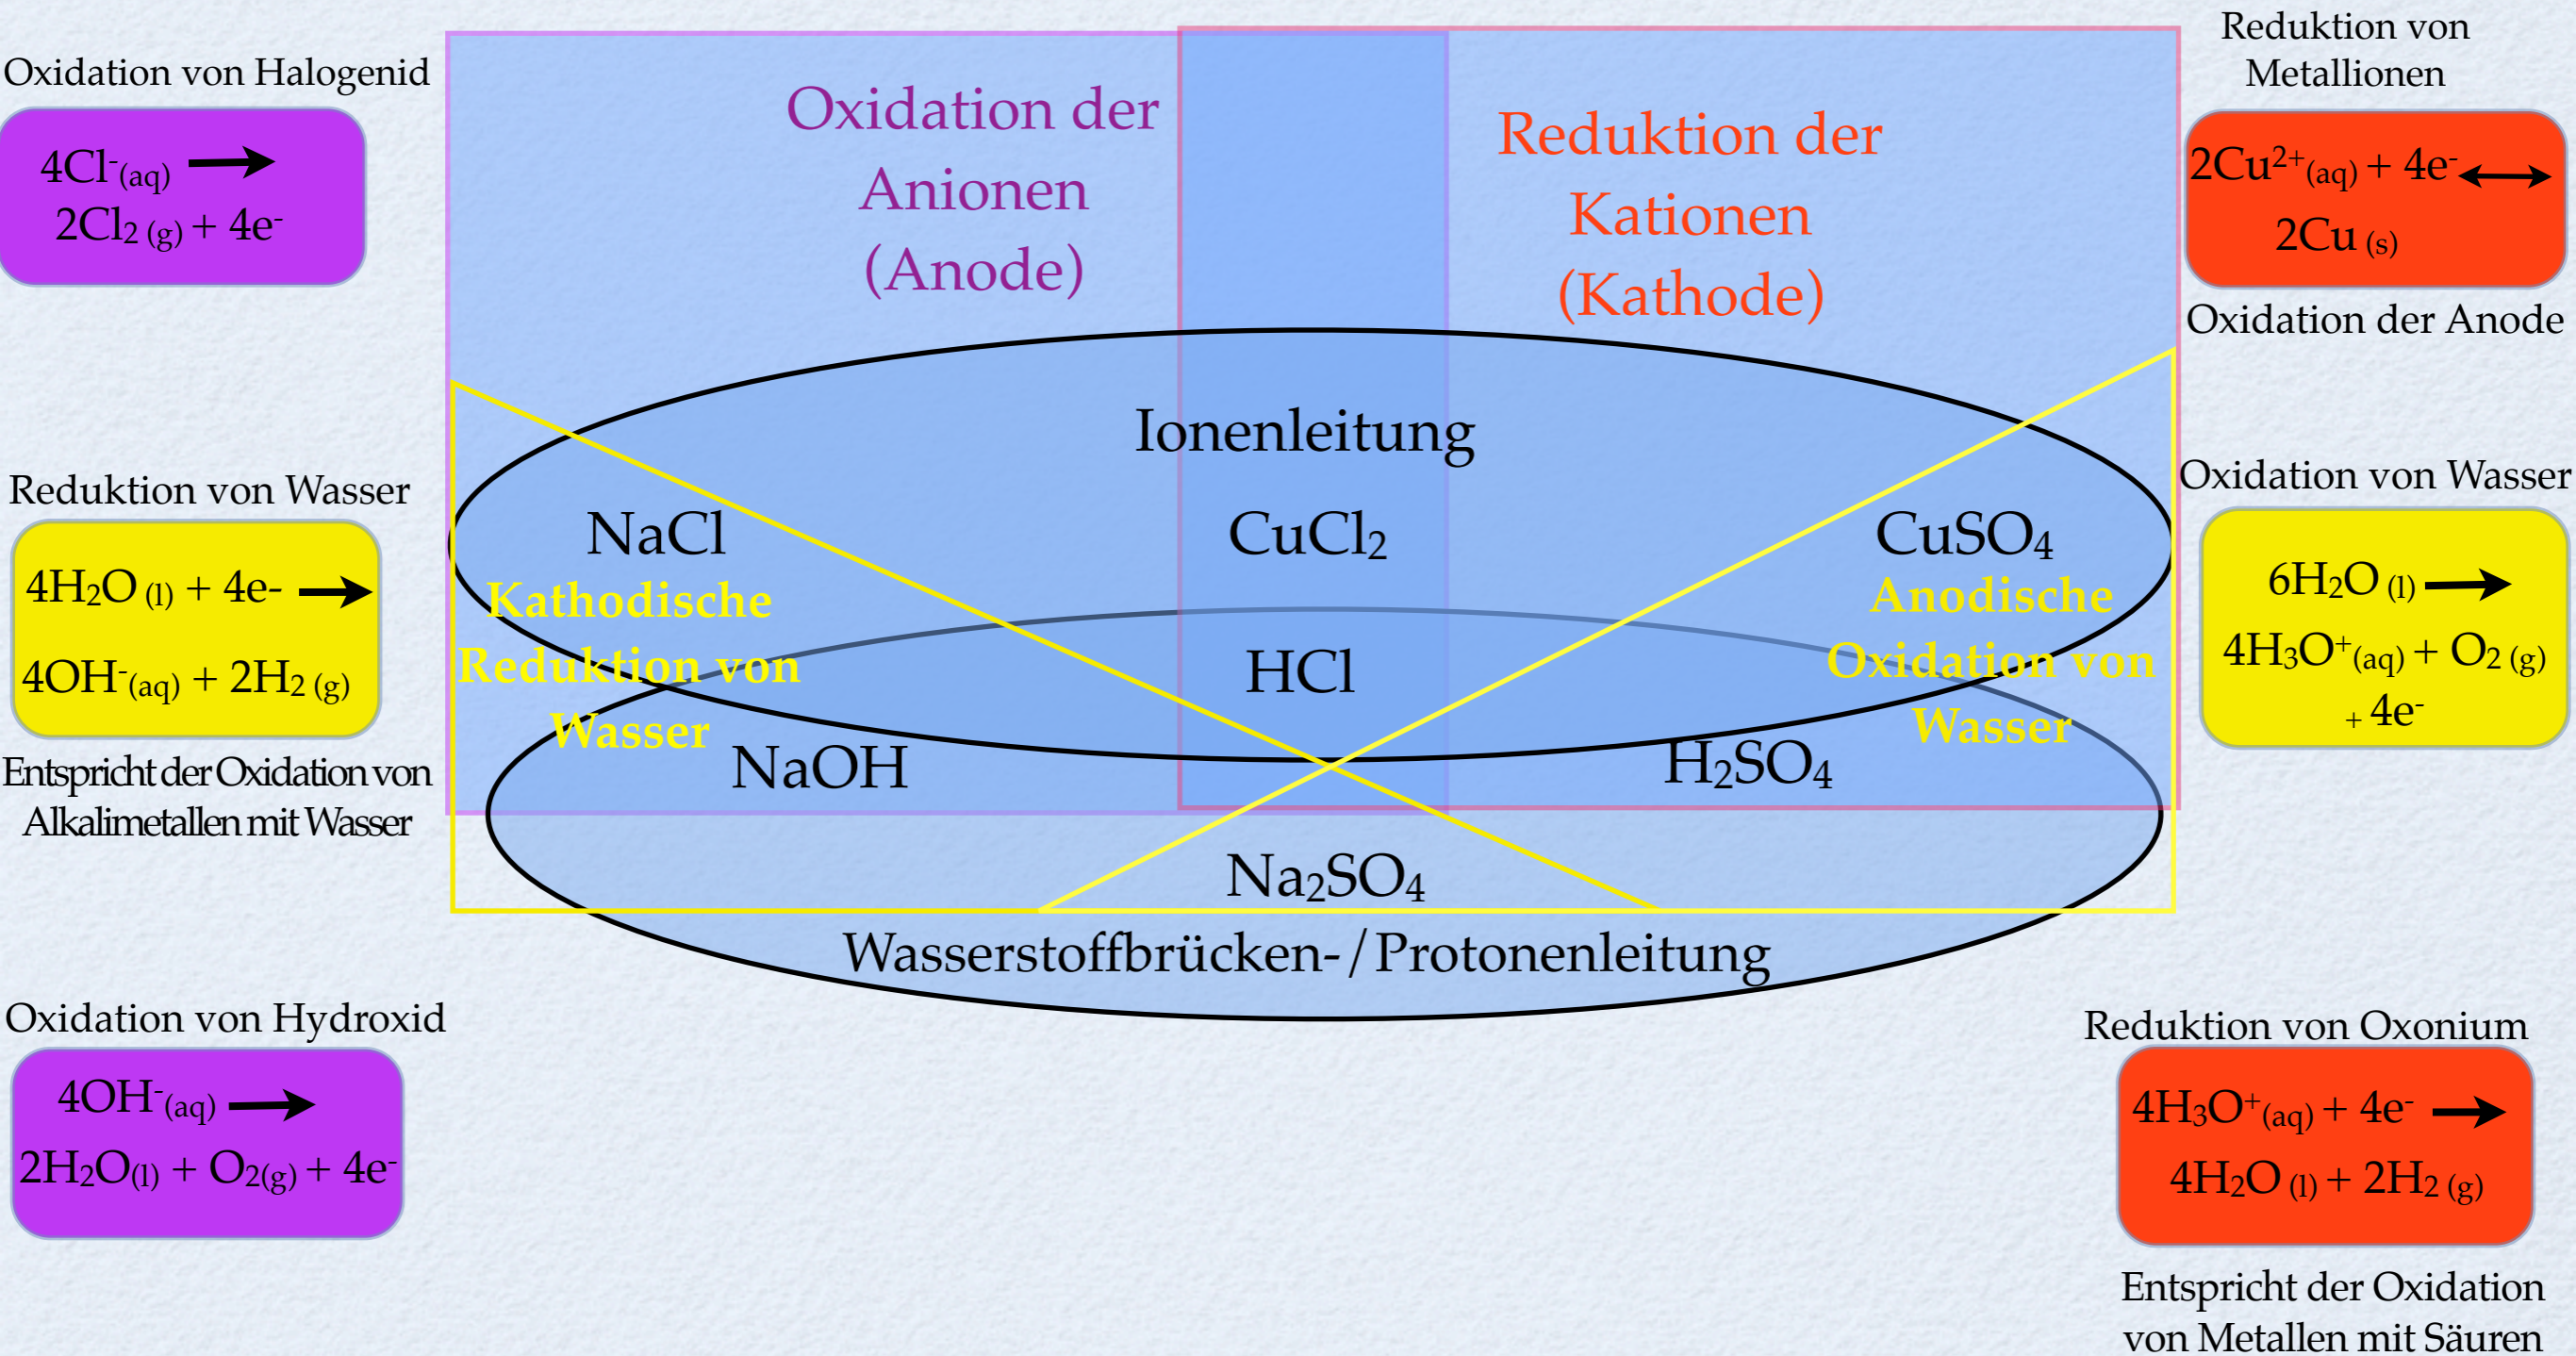 Oxidation von Halogenid
4Cl⁻(aq) →
2Cl₂ (g) + 4e⁻
Reduktion von Wasser
4H₂O (l) + 4e- →
4OH⁻(aq) + 2H₂ (g)
Entspricht der Oxidation von
Alkalimetallen mit Wasser
Oxidation von Hydroxid
4OH⁻(aq) →
2H₂O(l) + O₂(g) + 4e⁻
Oxidation der
Anionen
(Anode)
Reduktion der
Kationen
(Kathode)
Ionenleitung
NaCl
CuCl₂
CuSO₄
Kathodische
Reduktion von
Wasser
Anodische
Oxidation von
Wasser
HCl
NaOH
H₂SO₄
Na₂SO₄
Wasserstoffbrücken-/Protonenleitung
Reduktion von
Metallionen
2Cu²⁺(aq) + 4e⁻ ↔
2Cu (s)
Oxidation der Anode
Oxidation von Wasser
6H₂O (l) →
4H₃O⁺(aq) + O₂ (g)
+ 4e⁻
Reduktion von Oxonium
4H₃O⁺(aq) + 4e⁻ →
4H₂O (l) + 2H₂ (g)
Entspricht der Oxidation
von Metallen mit Säuren